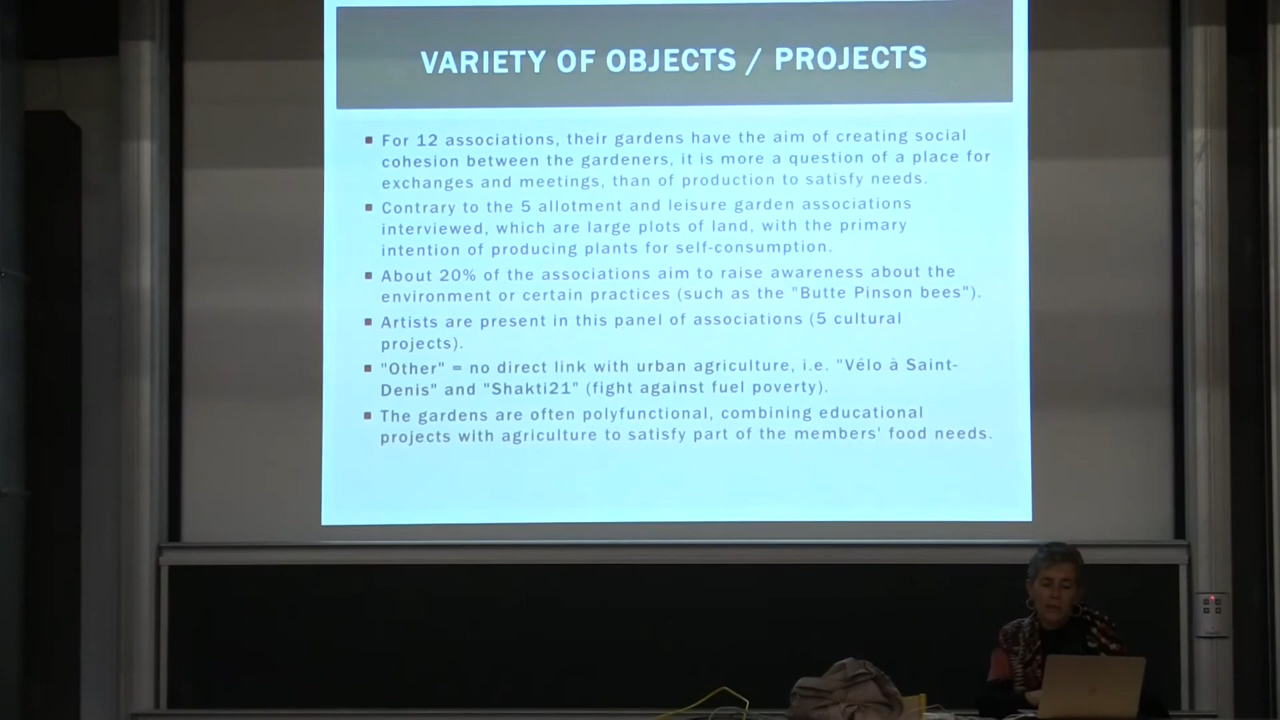 VARIETY OF OBJECTS / PROJECTS
▪ For 12 associations, their gardens have the aim of creating social
cohesion between the gardeners, it is more a question of a place for
exchanges and meetings, than of production to satisfy needs.
▪ Contrary to the 5 allotment and leisure garden associations
interviewed, which are large plots of land, with the primary
intention of producing plants for self-consumption.
▪ About 20% of the associations aim to raise awareness about the
environment or certain practices (such as the "Butte Pinson bees").
▪ Artists are present in this panel of associations (5 cultural
projects).
▪ "Other" = no direct link with urban agriculture, i.e. "Vélo à Saint-
Denis" and "Shakti21" (fight against fuel poverty).
▪ The gardens are often polyfunctional, combining educational
projects with agriculture to satisfy part of the members' food needs.